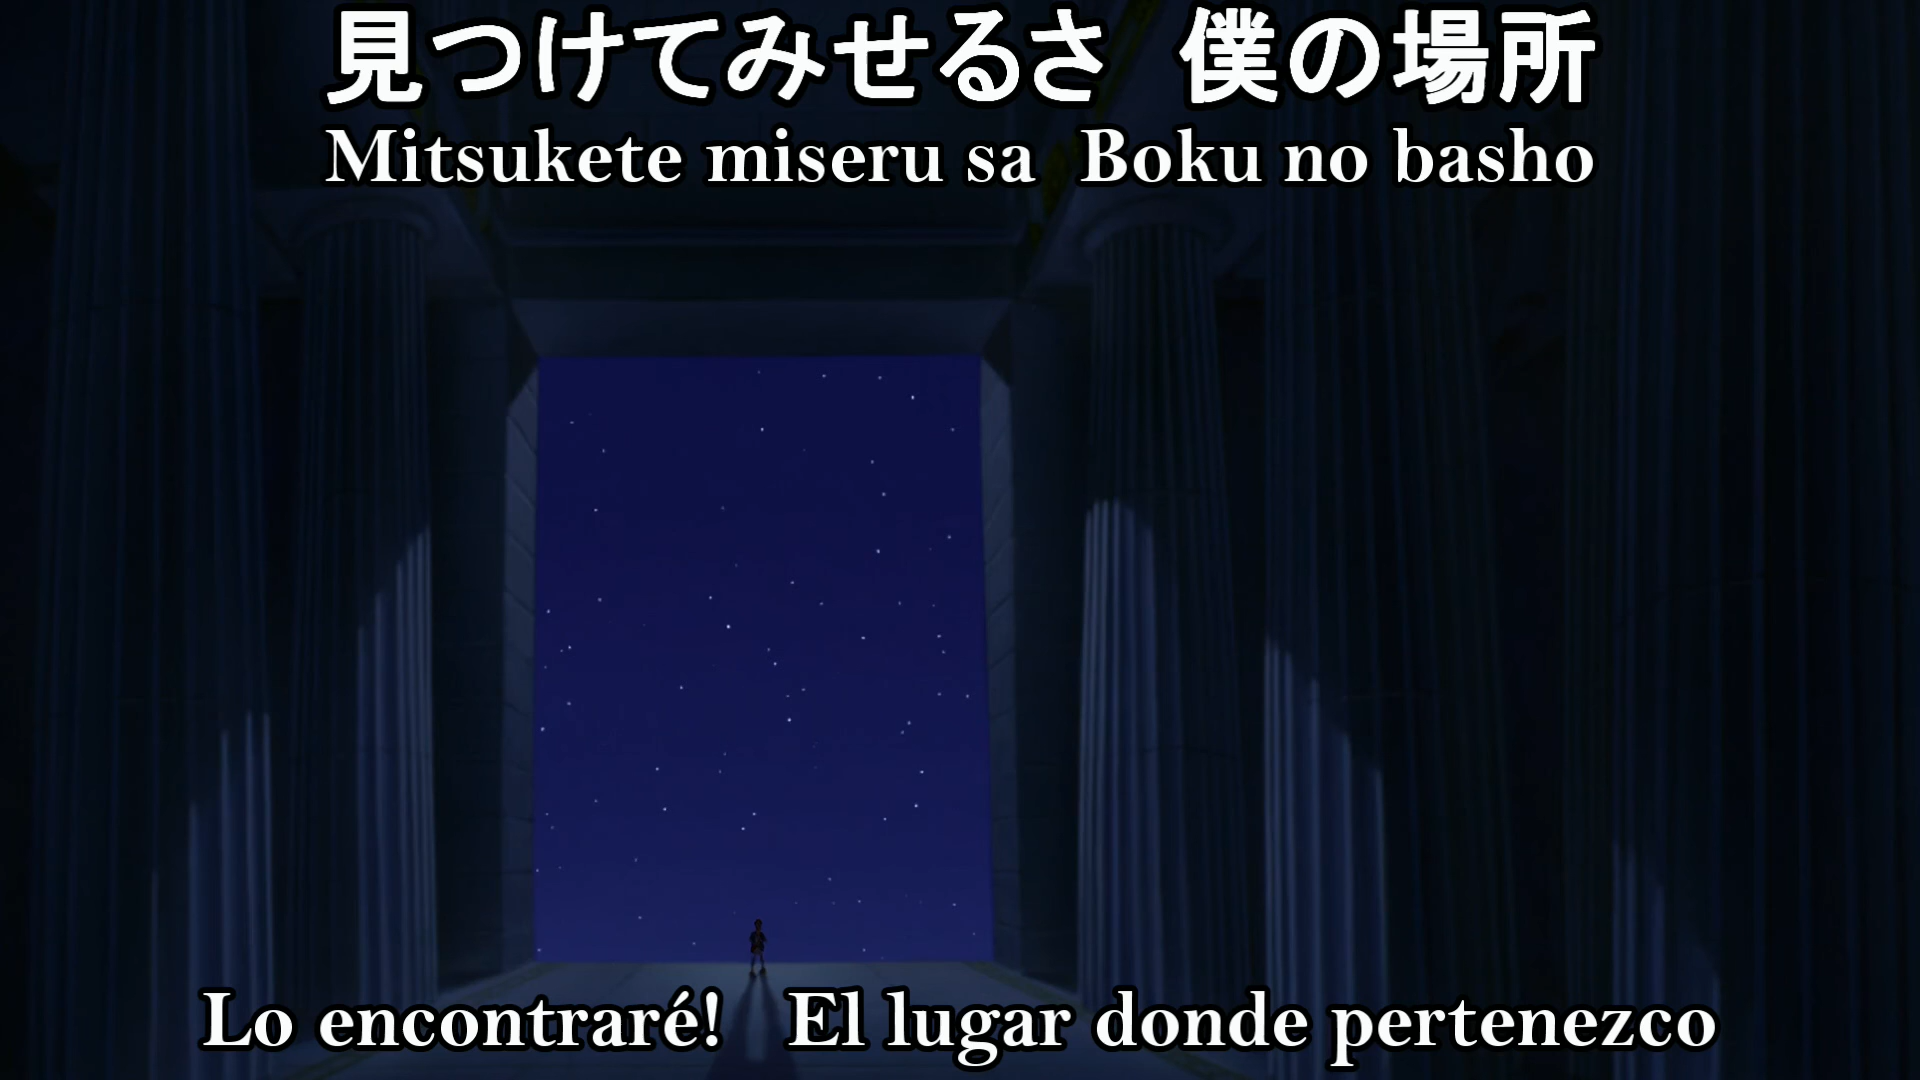 見つけてみせるさ　僕の場所
Mitsukete miseru sa  Boku no basho
Lo encontraré!   El lugar donde pertenezco